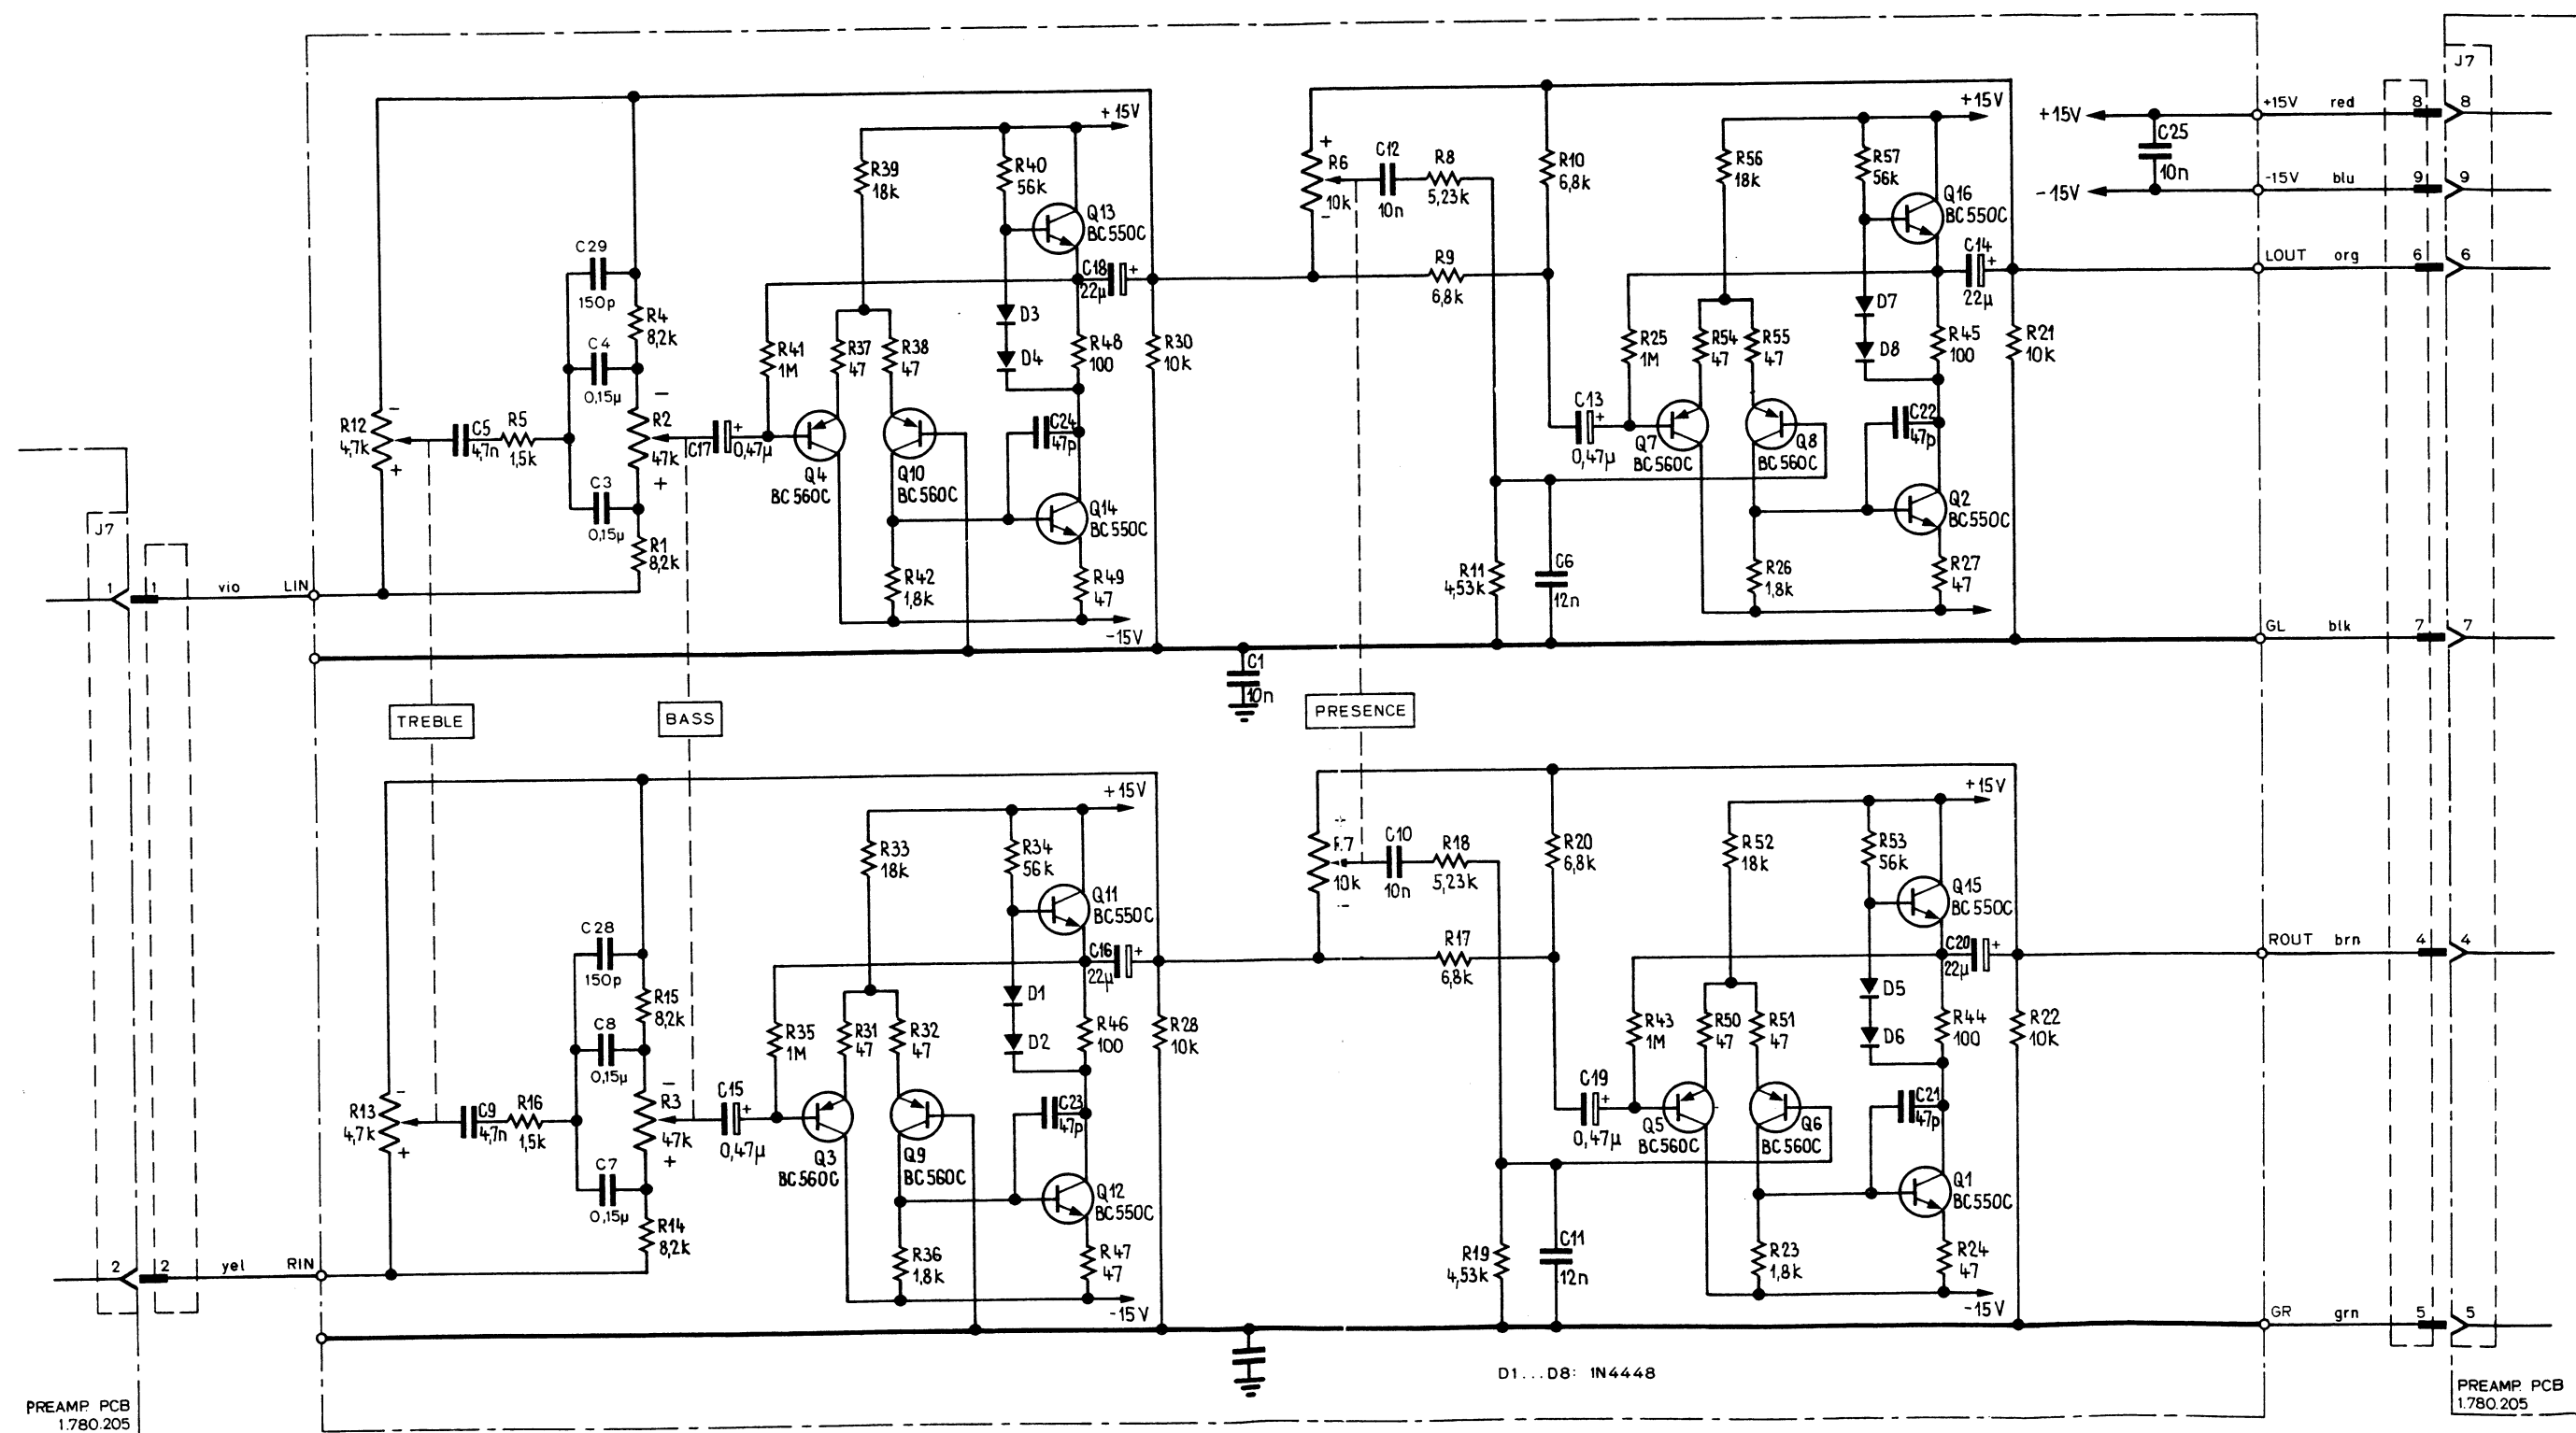 J7
+15V
+15V
+15V
C25
10n
-15V
+15V red 8 8
-15V blu 9 9
LOUT org 6 6
R39
18k
R40
56k
Q13
BC550C
+
R6
10k
-
C12
10n
R8
5,23k
R10
6,8k
R56
18k
R57
56k
Q16
BC550C
C29
150p
R4
8,2k
C4
0,15µ
C18
+
22µ
R9
6,8k
C14
+
22µ
D3
D4
R41
1M
R37
47
R38
47
R48
100
R30
10k
R25
1M
R54
47
R55
47
D7
D8
R45
100
R21
10k
-
R12
4,7k
+
C5
4,7n
R5
1,5k
-
R2
47k
+
C17
+
0,47µ
Q4
BC560C
Q10
BC560C
C24
47p
C13
+
0,47µ
Q7
BC560C
Q8
BC560C
C22
47p
C3
0,15µ
R1
8,2k
Q14
BC550C
Q2
BC550C
J7
1 1 vio LIN
R42
1,8k
R49
47
-15V
R11
4,53k
C6
12n
R26
1,8k
R27
47
GL blk 7 7
C1
10n
TREBLE
BASS
PRESENCE
+15V
+15V
R33
18k
R34
56k
Q11
BC550C
+
R7
10k
-
C10
10n
R18
5,23k
R20
6,8k
R52
18k
R53
56k
Q15
BC550C
C28
150p
R15
8,2k
C8
0,15µ
C16
+
22µ
R17
6,8k
C20
+
22µ
ROUT brn 4 4
D1
D2
R35
1M
R31
47
R32
47
R46
100
R28
10k
R43
1M
R50
47
R51
47
D5
D6
R44
100
R22
10k
-
R13
4,7k
+
C9
4,7n
R16
1,5k
-
R3
47k
+
C15
+
0,47µ
Q3
BC560C
Q9
BC560C
C23
47p
C19
+
0,47µ
Q5
BC560C
Q6
BC560C
C21
47p
C7
0,15µ
R14
8,2k
Q12
BC550C
Q1
BC550C
2 2 yel RIN
R36
1,8k
R47
47
-15V
R19
4,53k
C11
12n
R23
1,8k
R24
47
-15V
GR grn 5 5
D1...D8: 1N4448
PREAMP. PCB
1.780.205
PREAMP. PCB
1.780.205